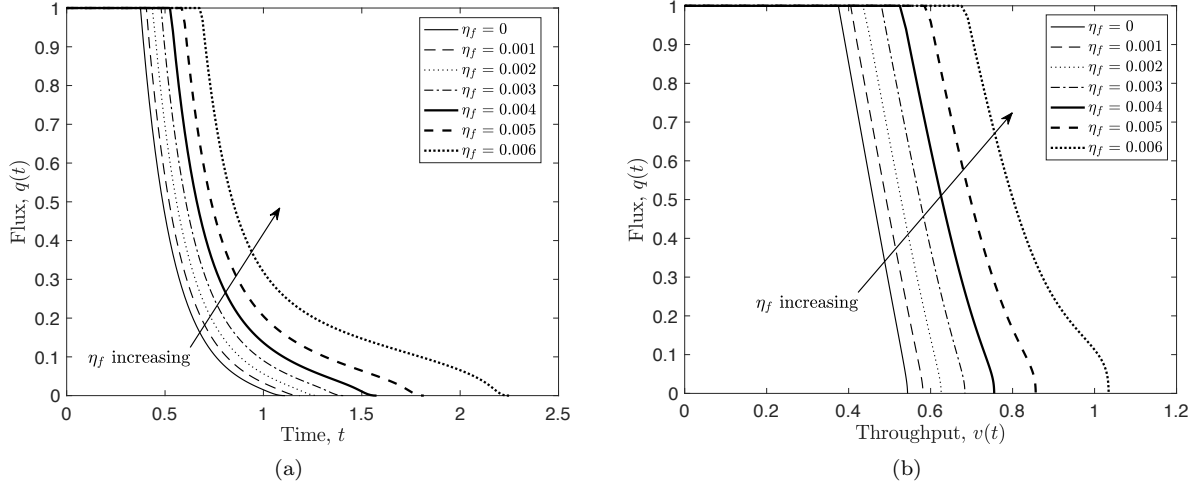 1
0.9
0.8
0.7
0.6
0.5
0.4
0.3
0.2
0.1
0
Flux, q(t)
η_f = 0
η_f = 0.001
η_f = 0.002
η_f = 0.003
η_f = 0.004
η_f = 0.005
η_f = 0.006
η_f increasing
0 0.5 1 1.5 2 2.5
Time, t
(a)
1
0.9
0.8
0.7
0.6
0.5
0.4
0.3
0.2
0.1
0
Flux, q(t)
η_f = 0
η_f = 0.001
η_f = 0.002
η_f = 0.003
η_f = 0.004
η_f = 0.005
η_f = 0.006
η_f increasing
0 0.2 0.4 0.6 0.8 1 1.2
Throughput, v(t)
(b)